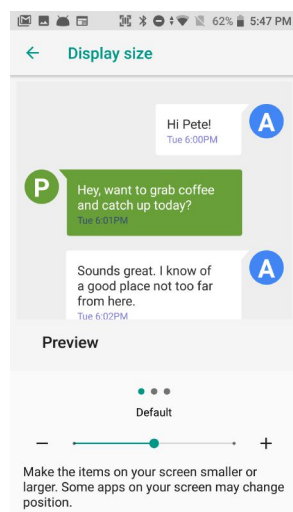 62% 5:47 PM
Display size
Hi Pete!
A
Tue 6:00PM
P
Hey, want to grab coffee
and catch up today?
Tue 6:01PM
Sounds great. I know of
A
a good place not too far
from here.
Tue 6:02PM
Preview
Default
Make the items on your screen smaller or
larger. Some apps on your screen may change
position.